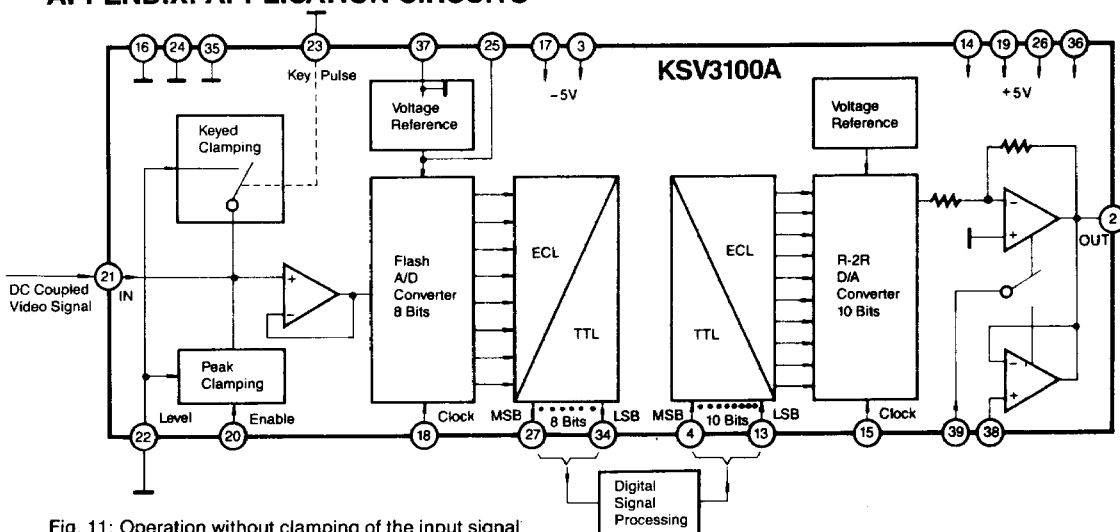 APPENDIX: APPLICATION CIRCUITS
16 24 35 23 37 25 17 3 14 19 26 36
Key Pulse
-5V
KSV3100A
+5V
Keyed
Clamping
Voltage
Reference
Voltage
Reference
21
IN
DC Coupled
Video Signal
Flash
A/D
Converter
8 Bits
ECL
TTL
ECL
TTL
R-2R
D/A
Converter
10 Bits
+
-
-
+
2
OUT
-
+
Peak
Clamping
Level
Enable
Clock
MSB
8 Bits
LSB
MSB
10 Bits
LSB
Clock
22 20 18 27 34 4 13 15 39 38
Digital
Signal
Processing
Fig. 11: Operation without clamping of the input signal